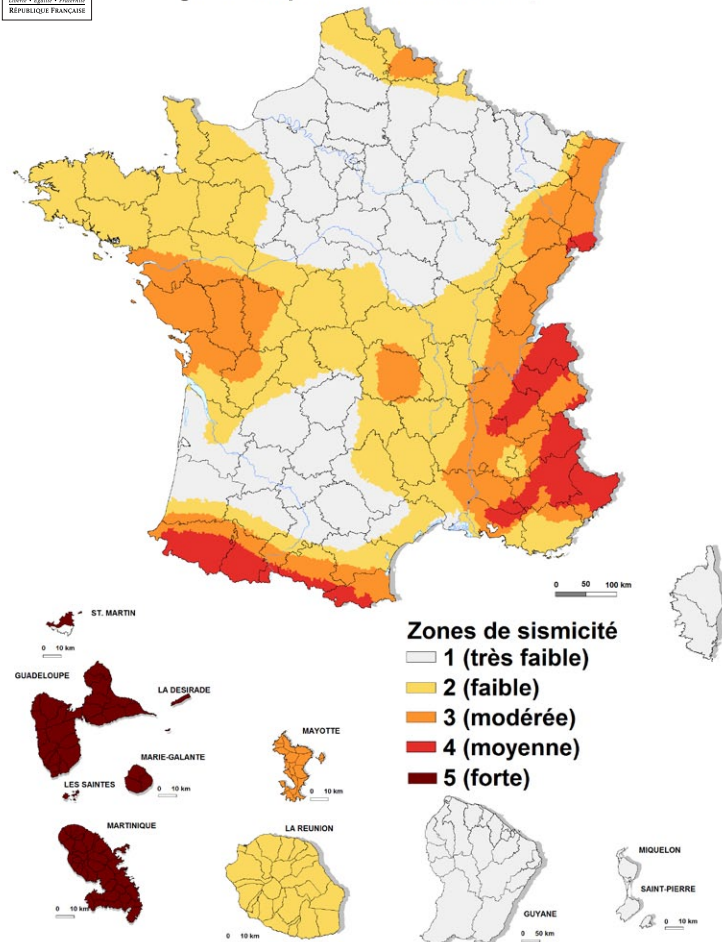 Liberté • Égalité • Fraternité
RÉPUBLIQUE FRANÇAISE
0 50 100 km
ST. MARTIN
0 10 km
GUADELOUPE
LA DESIRADE
MARIE-GALANTE
0 10 km
LES SAINTES
MAYOTTE
0 10 km
Zones de sismicité
1 (très faible)
2 (faible)
3 (modérée)
4 (moyenne)
5 (forte)
MARTINIQUE
0 10 km
LA REUNION
0 10 km
GUYANE
0 50 km
MIQUELON
SAINT-PIERRE
0 10 km